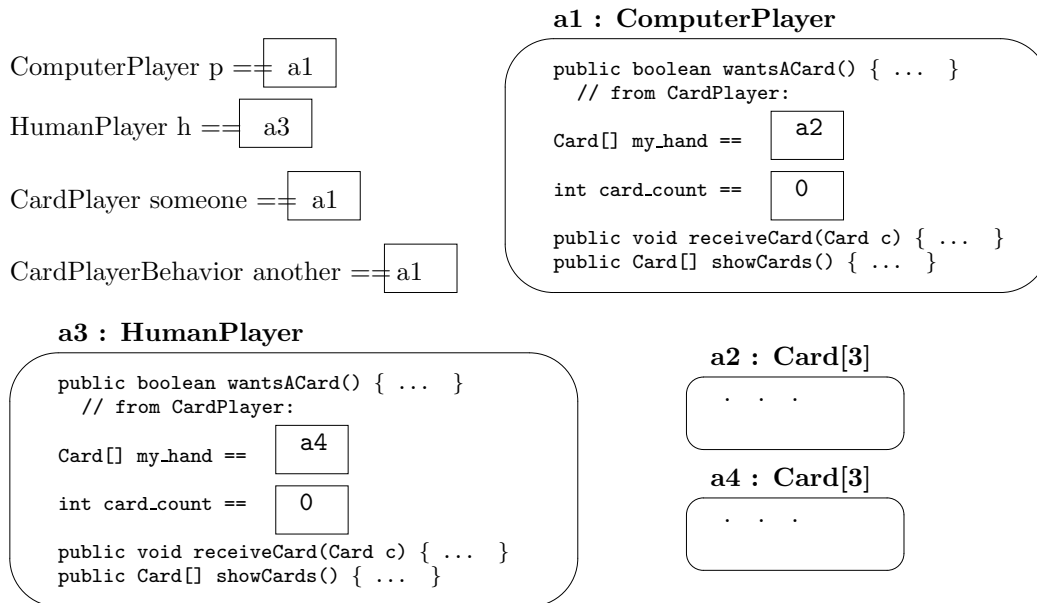 ComputerPlayer p == a1
HumanPlayer h == a3
CardPlayer someone == a1
CardPlayerBehavior another == a1
a1 : ComputerPlayer
public boolean wantsACard() { ... }
// from CardPlayer:
Card[] my_hand == a2
int card_count == 0
public void receiveCard(Card c) { ... }
public Card[] showCards() { ... }
a3 : HumanPlayer
public boolean wantsACard() { ... }
// from CardPlayer:
Card[] my_hand == a4
int card_count == 0
public void receiveCard(Card c) { ... }
public Card[] showCards() { ... }
a2 : Card[3]
. . .
a4 : Card[3]
. . .